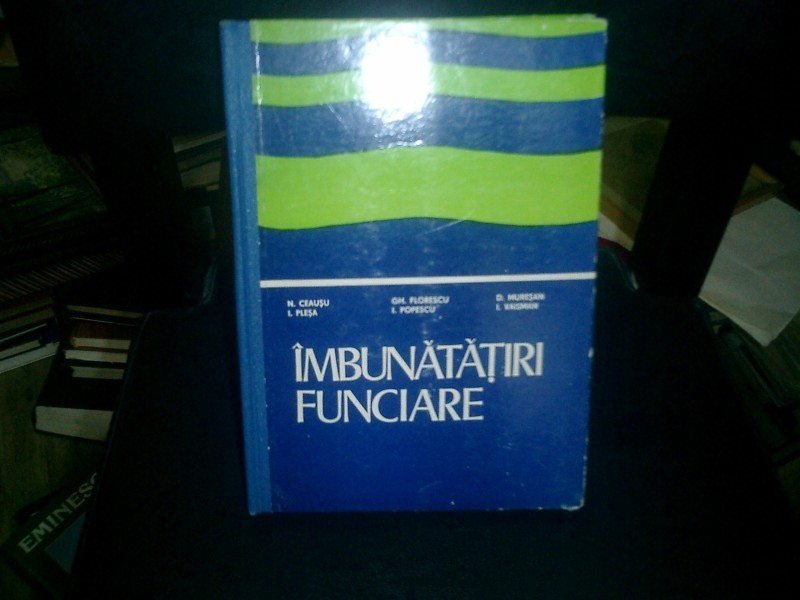 N. CEAUȘU GH. FLORESCU D. MUREȘAN
I. PLEȘA I. POPESCU I. VAISMAN
ÎMBUNĂTĂȚIRI
FUNCIARE
EMINESC